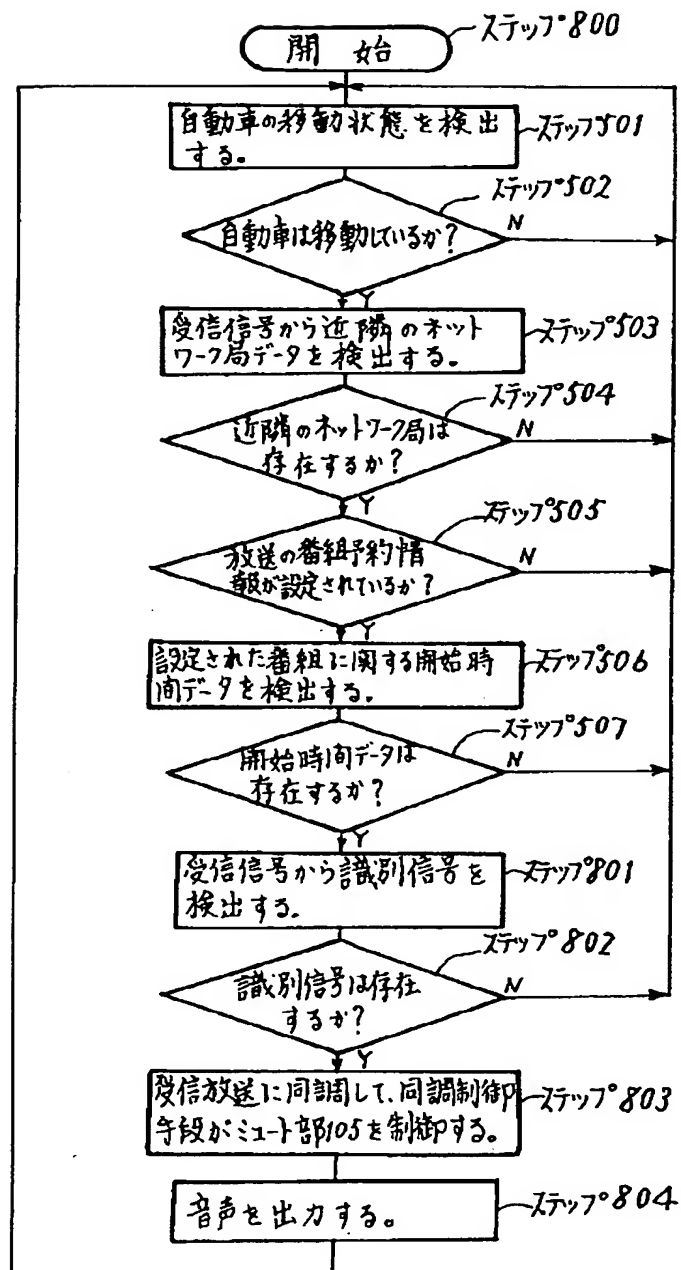 開始
ステップ800
自動車の移動状態を検出
する。
ステップ501
ステップ502
自動車は移動しているか?
N
Y
受信信号から近隣のネット
ワーク局データを検出する。
ステップ503
ステップ504
近隣のネットワーク局は
存在するか?
N
Y
ステップ505
放送の番組予約情
報が設定されているか?
N
Y
設定された番組に関する開始時
間データを検出する。
ステップ506
ステップ507
開始時間データは
存在するか?
N
Y
受信信号から識別信号を
検出する。
ステップ801
ステップ802
識別信号は存在
するか?
N
Y
受信放送に同調して、同調制御
手段がミュート部105を制御する。
ステップ803
音声を出力する。
ステップ804